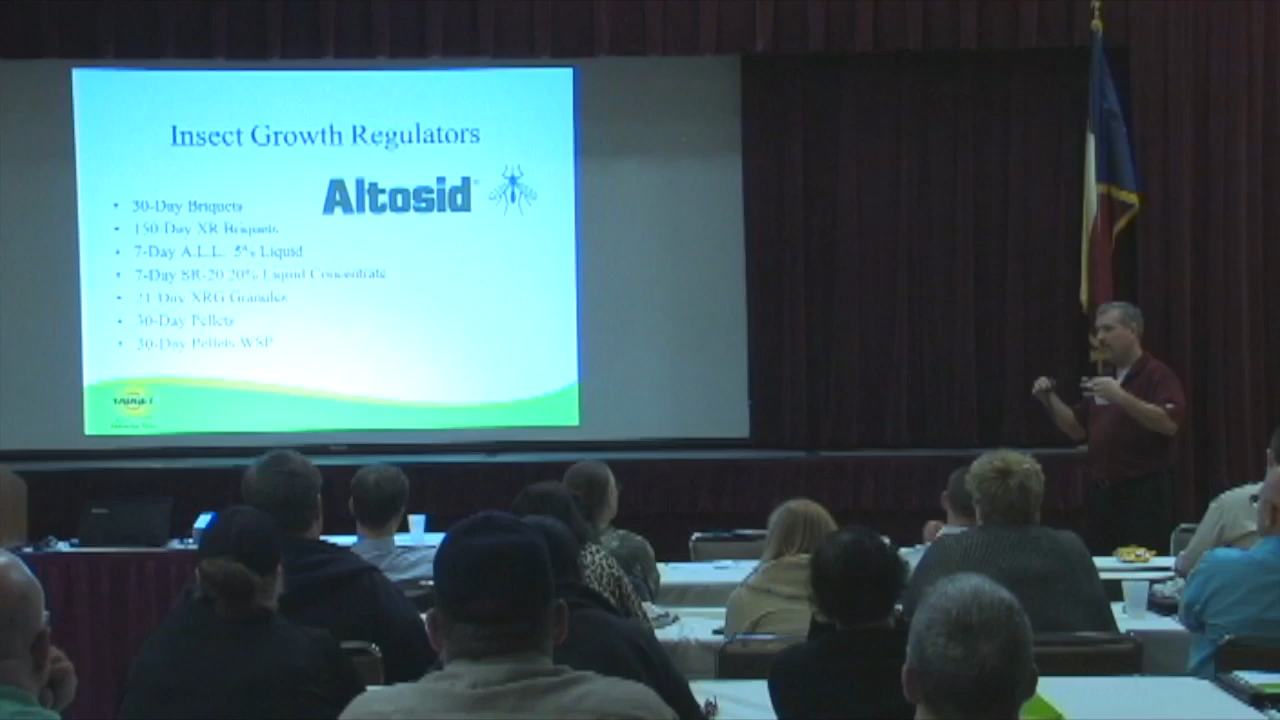 Insect Growth Regulators
Altosid
• 30-Day Briquets
• 150-Day XR Briquets
• 7-Day A.L.L. 5% Liquid
• 7-Day SR-20 20% Liquid Concentrate
• 21-Day XRG Granules
• 30-Day Pellets
• 30-Day Pellets WSP
TARGET